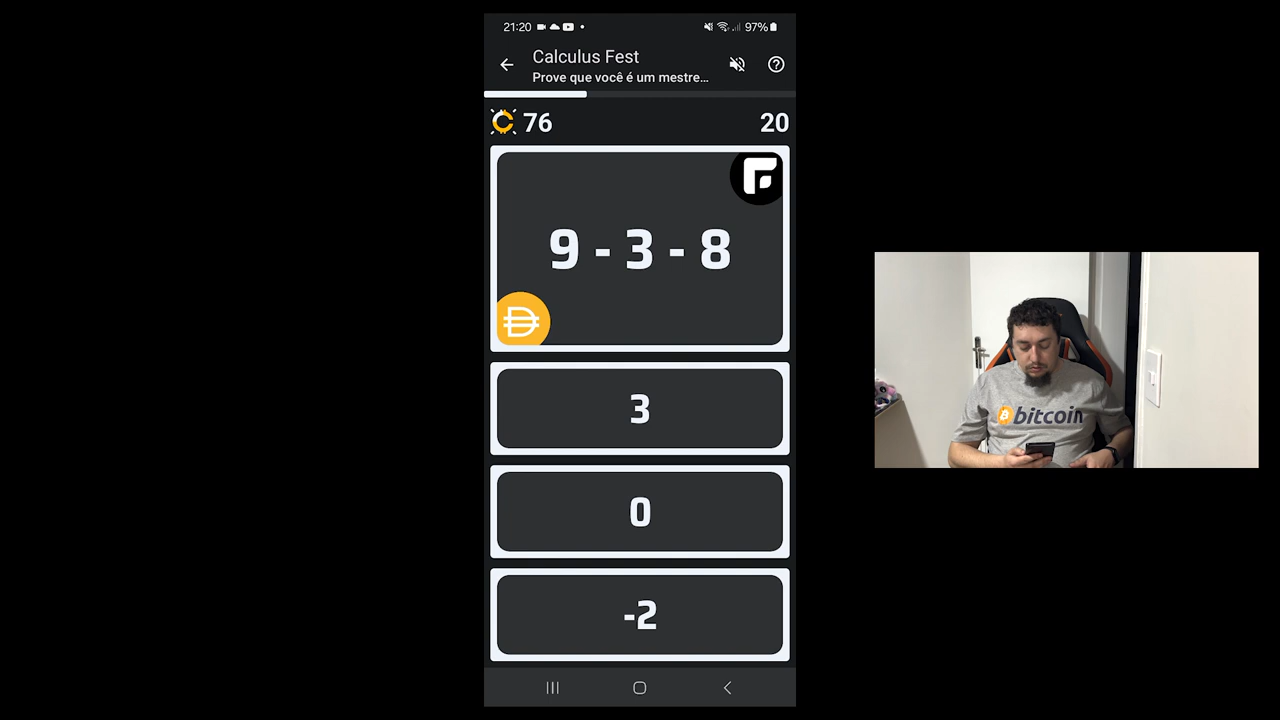 21:20
97%
Calculus Fest
Prove que você é um mestre...
76
20
9 - 3 - 8
3
0
-2
bitcoin